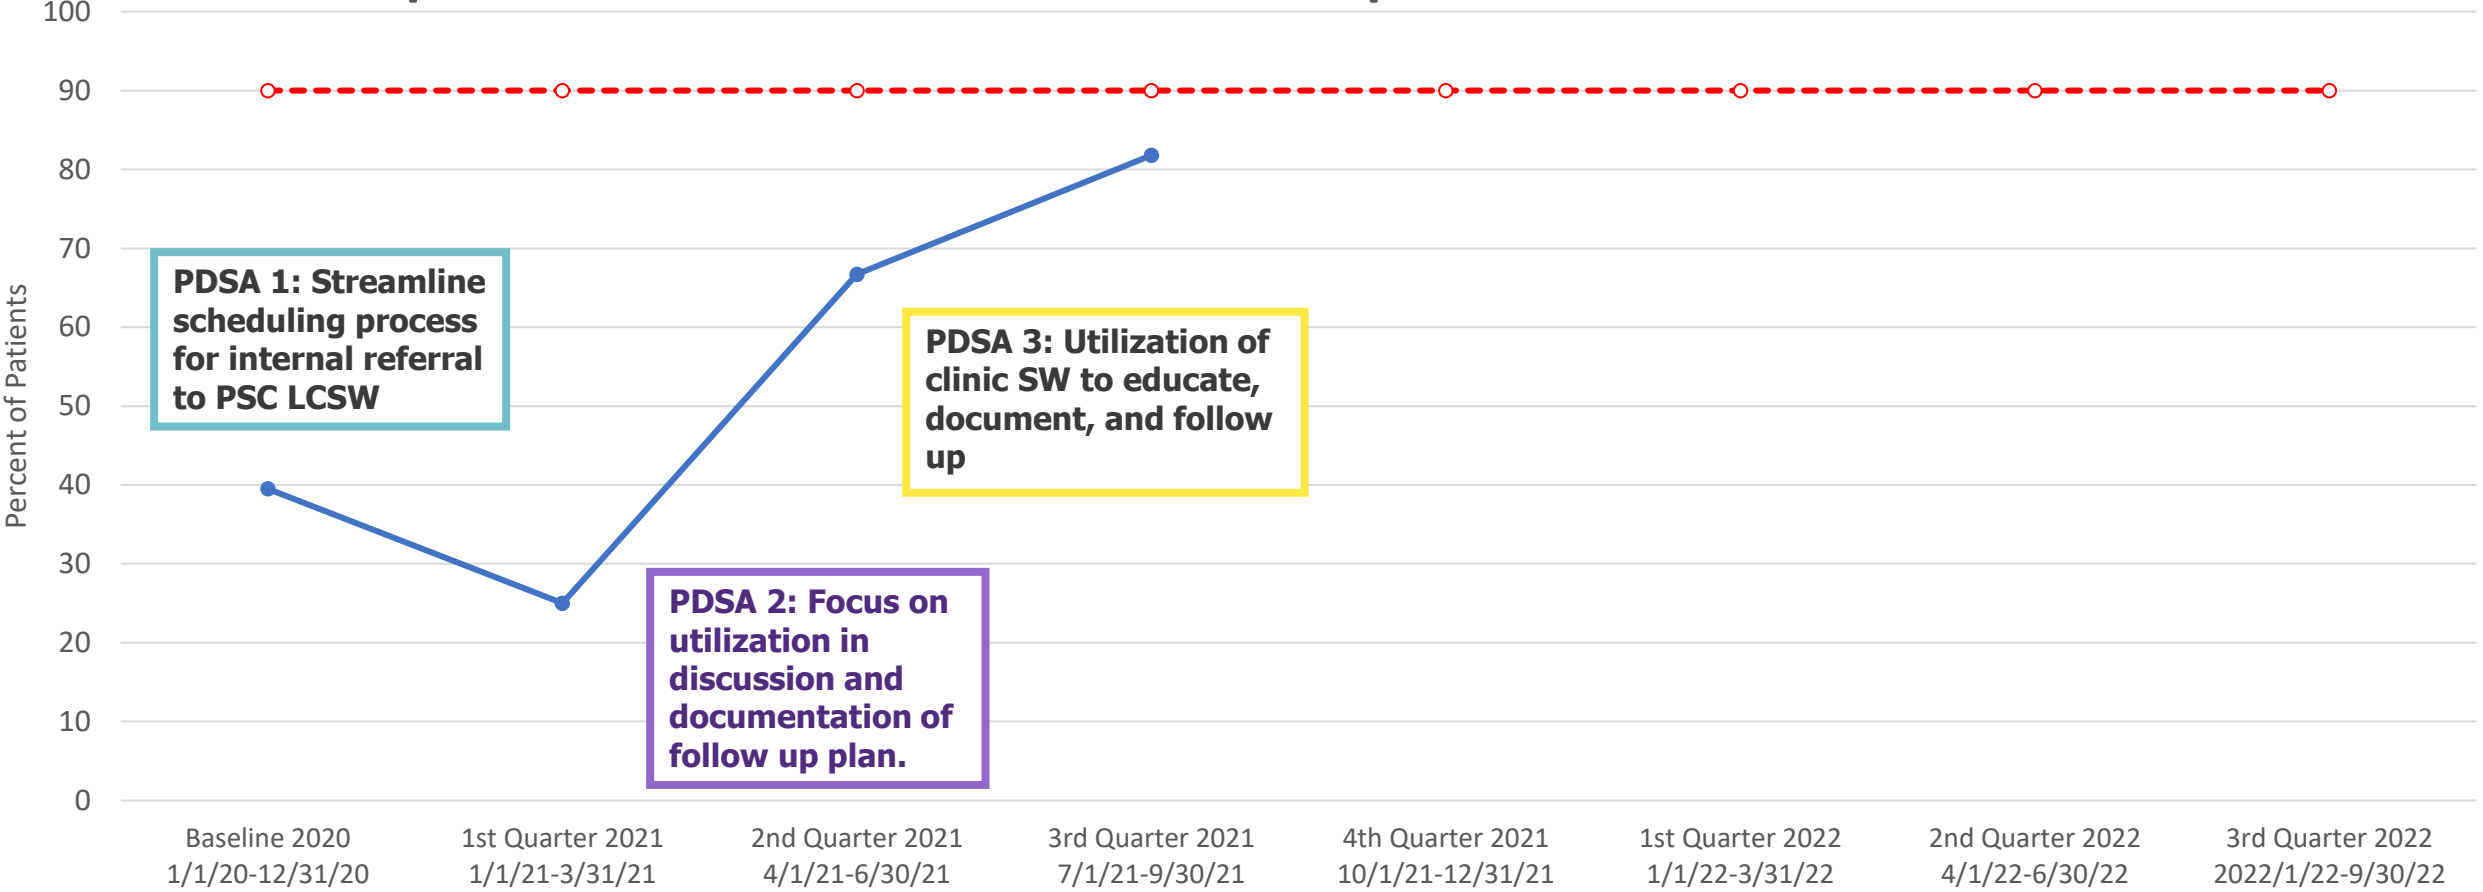 100
90
80
70
60
50
40
30
20
10
0
Percent of Patients
PDSA 1: Streamline
scheduling process
for internal referral
to PSC LCSW
PDSA 2: Focus on
utilization in
discussion and
documentation of
follow up plan.
PDSA 3: Utilization of
clinic SW to educate,
document, and follow
up
Baseline 2020
1/1/20-12/31/20
1st Quarter 2021
1/1/21-3/31/21
2nd Quarter 2021
4/1/21-6/30/21
3rd Quarter 2021
7/1/21-9/30/21
4th Quarter 2021
10/1/21-12/31/21
1st Quarter 2022
1/1/22-3/31/22
2nd Quarter 2022
4/1/22-6/30/22
3rd Quarter 2022
2022/1/22-9/30/22